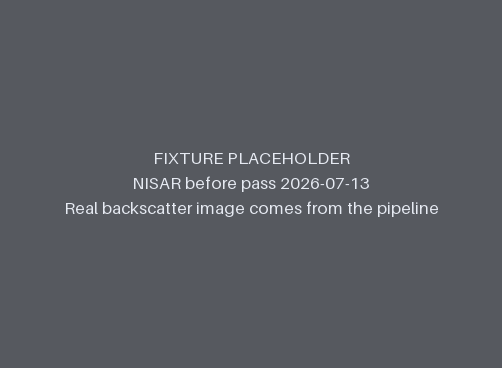 FIXTURE PLACEHOLDER
NISAR before pass 2026-07-13
Real backscatter image comes from the pipeline